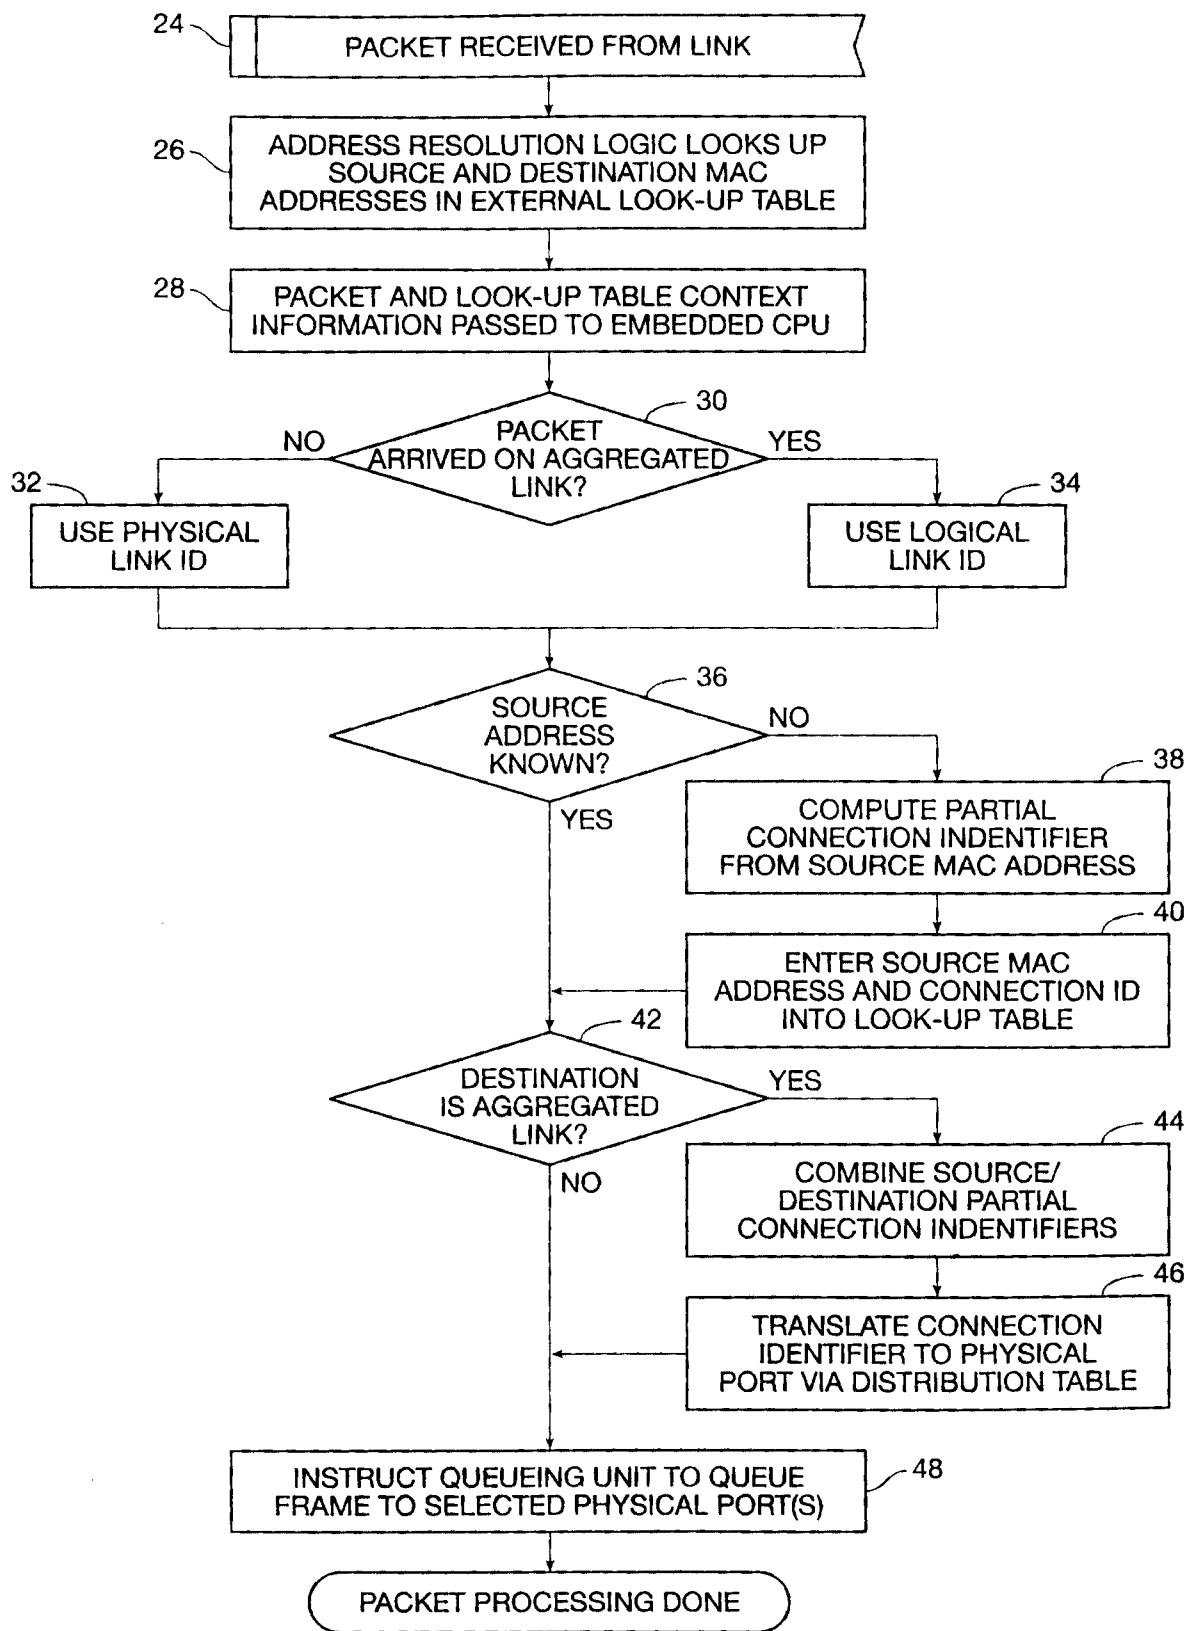 24
PACKET RECEIVED FROM LINK
26
ADDRESS RESOLUTION LOGIC LOOKS UP
SOURCE AND DESTINATION MAC
ADDRESSES IN EXTERNAL LOOK-UP TABLE
28
PACKET AND LOOK-UP TABLE CONTEXT
INFORMATION PASSED TO EMBEDDED CPU
30
NO
PACKET
ARRIVED ON AGGREGATED
LINK?
YES
32
USE PHYSICAL
LINK ID
34
USE LOGICAL
LINK ID
36
SOURCE
ADDRESS
KNOWN?
NO
YES
38
COMPUTE PARTIAL
CONNECTION INDENTIFIER
FROM SOURCE MAC ADDRESS
40
ENTER SOURCE MAC
ADDRESS AND CONNECTION ID
INTO LOOK-UP TABLE
42
DESTINATION
IS AGGREGATED
LINK?
YES
NO
44
COMBINE SOURCE/
DESTINATION PARTIAL
CONNECTION INDENTIFIERS
46
TRANSLATE CONNECTION
IDENTIFIER TO PHYSICAL
PORT VIA DISTRIBUTION TABLE
48
INSTRUCT QUEUEING UNIT TO QUEUE
FRAME TO SELECTED PHYSICAL PORT(S)
PACKET PROCESSING DONE